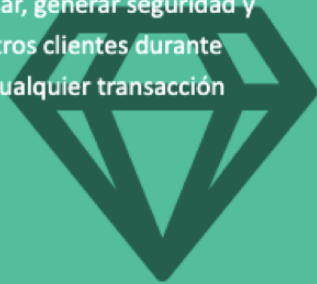 ar, generar seguridad y
tros clientes durante
ualquier transacción